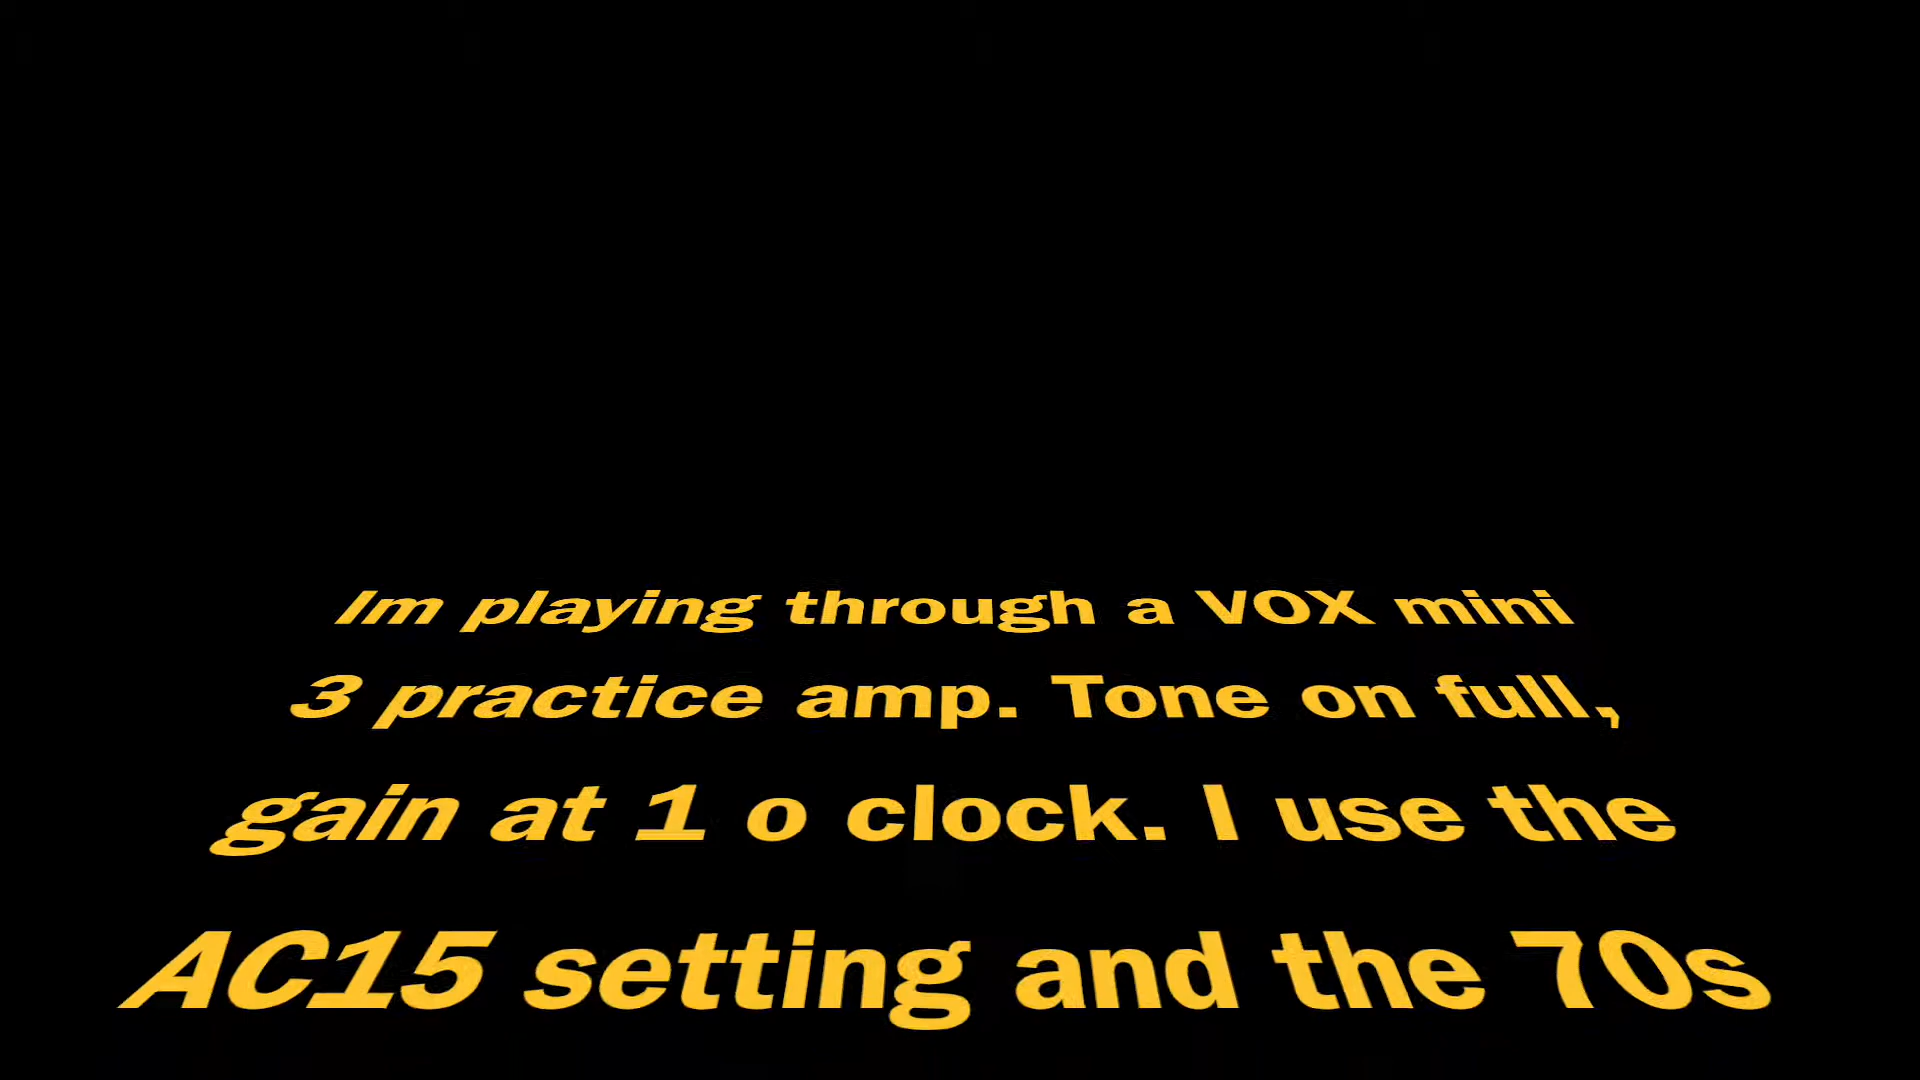 Im playing through a VOX mini
3 practice amp. Tone on full,
gain at 1 o clock. I use the
AC15 setting and the 70s